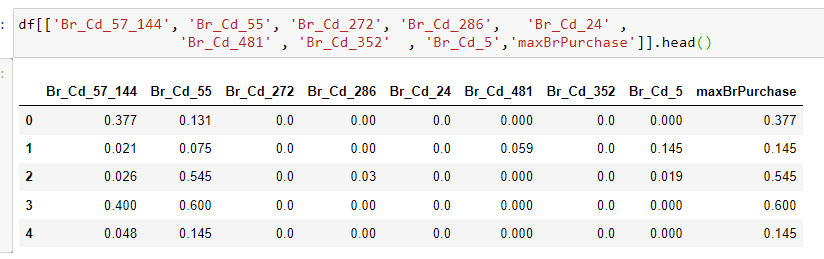 : df[['Br_Cd_57_144', 'Br_Cd_55', 'Br_Cd_272', 'Br_Cd_286',   'Br_Cd_24' ,
'Br_Cd_481' , 'Br_Cd_352'  , 'Br_Cd_5','maxBrPurchase']].head()
:
Br_Cd_57_144 Br_Cd_55 Br_Cd_272 Br_Cd_286 Br_Cd_24 Br_Cd_481 Br_Cd_352 Br_Cd_5 maxBrPurchase
0 0.377 0.131 0.0 0.00 0.0 0.000 0.0 0.000 0.377
1 0.021 0.075 0.0 0.00 0.0 0.059 0.0 0.145 0.145
2 0.026 0.545 0.0 0.03 0.0 0.000 0.0 0.019 0.545
3 0.400 0.600 0.0 0.00 0.0 0.000 0.0 0.000 0.600
4 0.048 0.145 0.0 0.00 0.0 0.000 0.0 0.000 0.145